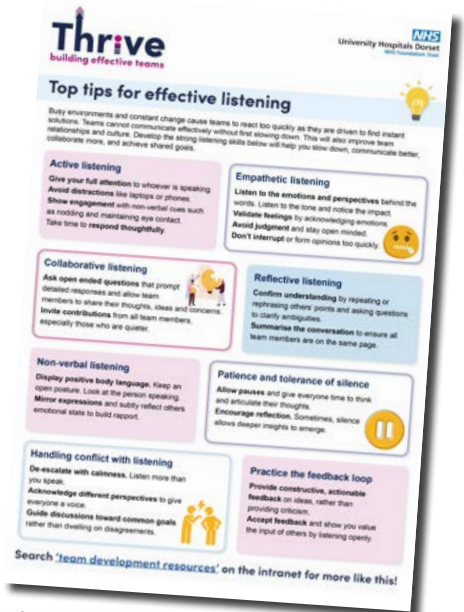 Thrive
building effective teams
NHS
University Hospitals Dorset
NHS Foundation Trust
Top tips for effective listening
Busy environments and constant change cause teams to react too quickly as they are driven to find instant
solutions. Teams cannot communicate effectively without first slowing down. This will also improve team
relationships and culture. Develop the strong listening skills below will help you slow down, communicate better,
collaborate more, and achieve shared goals.
Active listening
Give your full attention to whoever is speaking.
Avoid distractions like laptops or phones.
Show engagement with non-verbal cues such
as nodding and maintaining eye contact.
Take time to respond thoughtfully.
Empathetic listening
Listen to the emotions and perspectives behind the
words. Listen to the tone and notice the impact.
Validate feelings by acknowledging emotions.
Avoid judgment and stay open minded.
Don't interrupt or form opinions too quickly.
Collaborative listening
Ask open ended questions that prompt
detailed responses and allow team
members to share their thoughts, ideas and concerns.
Invite contributions from all team members,
especially those who are quieter.
Reflective listening
Confirm understanding by repeating or
rephrasing others' points and asking questions
to clarify ambiguities.
Summarise the conversation to ensure all
team members are on the same page.
Non-verbal listening
Display positive body language. Keep an
open posture. Look at the person speaking.
Mirror expressions and subtly reflect others
emotional state to build rapport.
Patience and tolerance of silence
Allow pauses and give everyone time to think
and articulate their thoughts.
Encourage reflection. Sometimes, silence
allows deeper insights to emerge.
Handling conflict with listening
De-escalate with calmness. Listen more than
you speak.
Acknowledge different perspectives to give
everyone a voice.
Guide discussions toward common goals
rather than dwelling on disagreements.
Practice the feedback loop
Provide constructive, actionable
feedback on ideas, rather than
providing criticism.
Accept feedback and show you value
the input of others by listening openly.
Search 'team development resources' on the intranet for more like this!